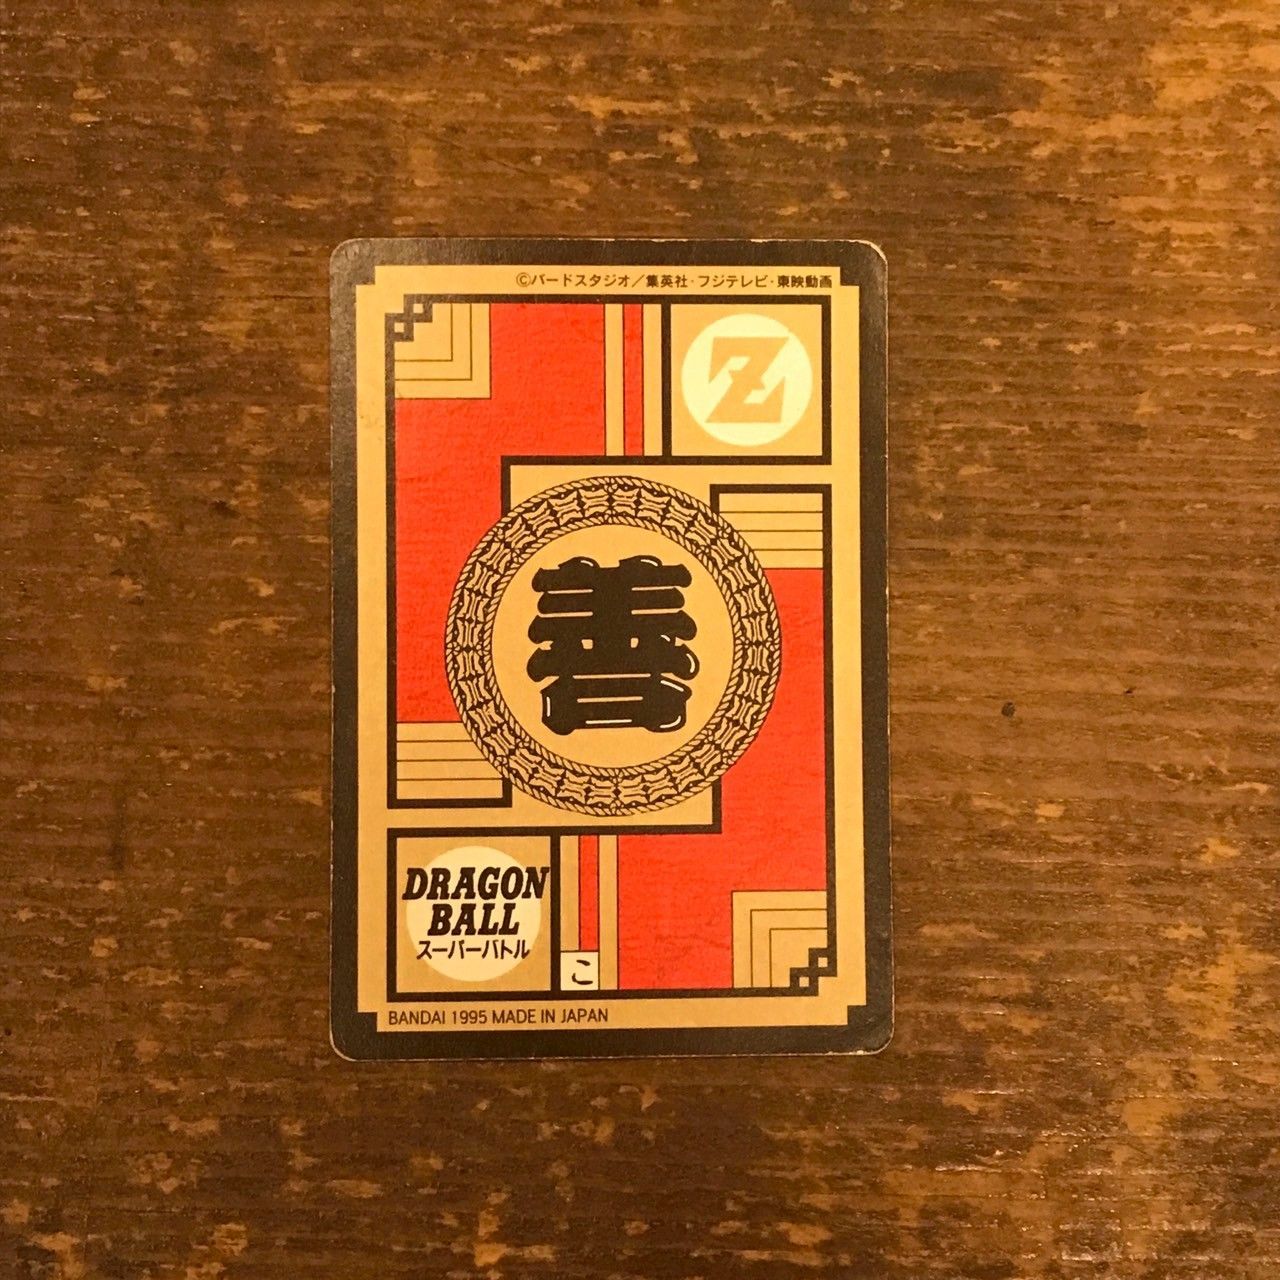 ©バードスタジオ／集英社・フジテレビ・東映動画
Z
善
DRAGON
BALL
スーパーバトル
こ
BANDAI 1995 MADE IN JAPAN